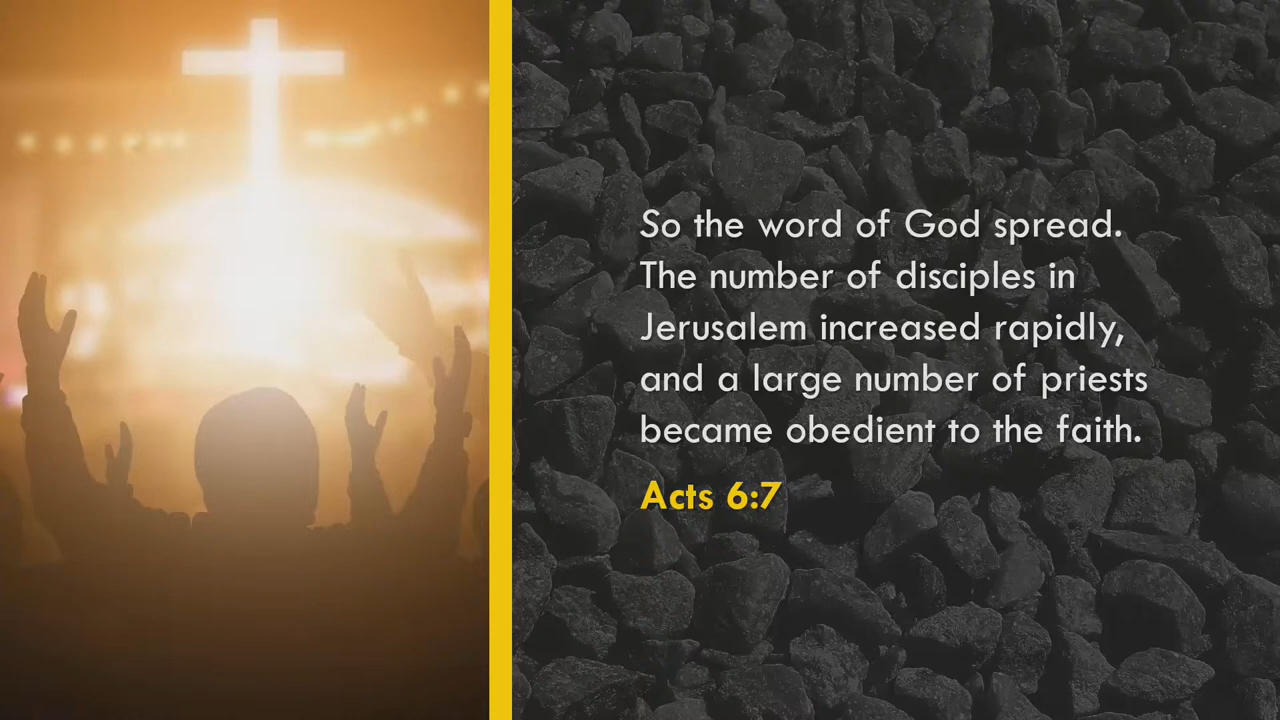 So the word of God spread.
The number of disciples in
Jerusalem increased rapidly,
and a large number of priests
became obedient to the faith.
Acts 6:7